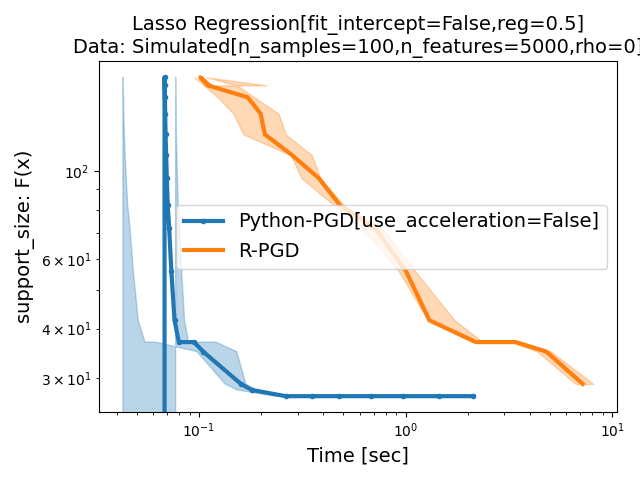 Lasso Regression[fit_intercept=False,reg=0.5]
Data: Simulated[n_samples=100,n_features=5000,rho=0]
support_size: F(x)
10²
6 × 10¹
4 × 10¹
3 × 10¹
Python-PGD[use_acceleration=False]
R-PGD
10⁻¹
10⁰
10¹
Time [sec]